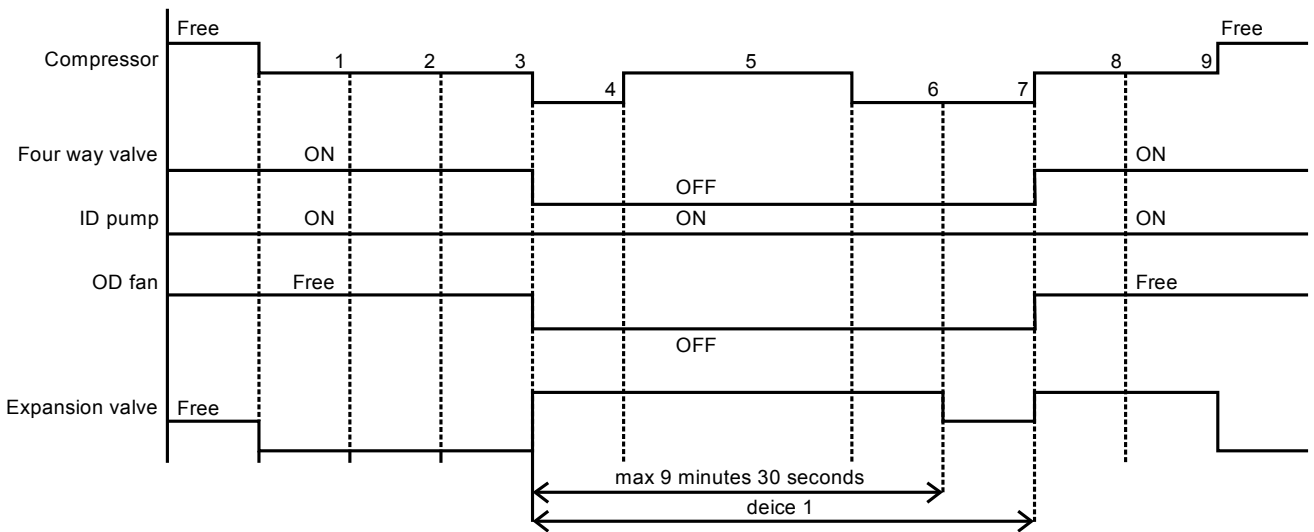 Free
Free
Compressor
1
2
3
4
5
6
7
8
9
Four way valve
ON
OFF
ON
ID pump
ON
ON
ON
OD fan
Free
OFF
Free
Expansion valve
Free
max 9 minutes 30 seconds
deice 1